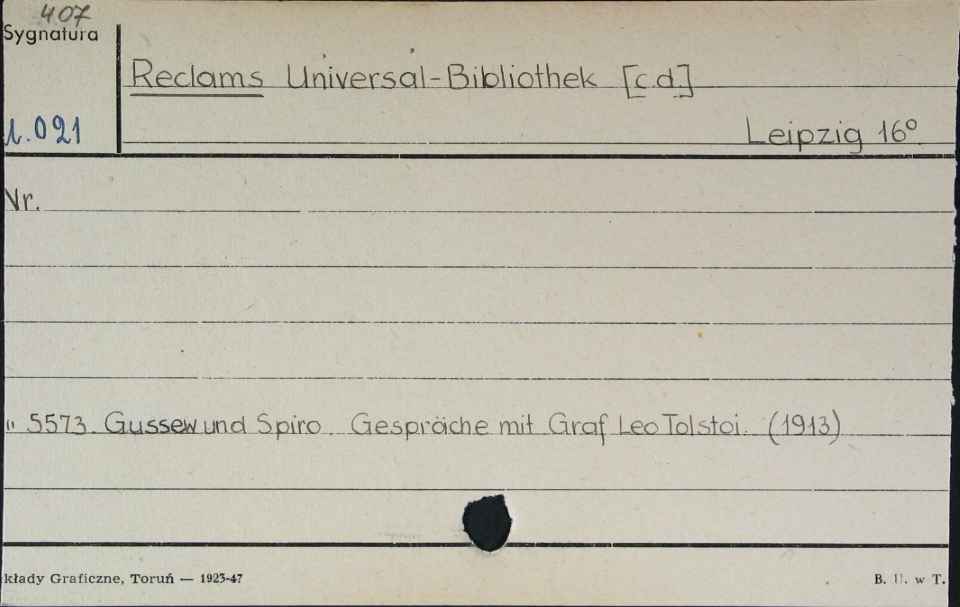 407
Sygnatura
Reclams Universal-Bibliothek [c.d.]
1.021
Leipzig 16°.
Nr.
" 5573. Gussew und Spiro. Gespräche mit Graf Leo Tolstoi. (1913)
kłady Graficzne, Toruń — 1923-47
B. U. w T.